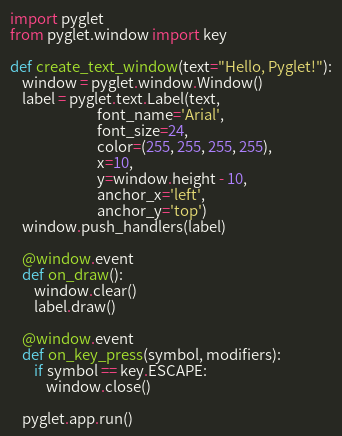 import pyglet
from pyglet.window import key

def create_text_window(text="Hello, Pyglet!"):
    window = pyglet.window.Window()
    label = pyglet.text.Label(text,
                              font_name='Arial',
                              font_size=24,
                              color=(255, 255, 255, 255),
                              x=10,
                              y=window.height - 10,
                              anchor_x='left',
                              anchor_y='top')
    window.push_handlers(label)

    @window.event
    def on_draw():
        window.clear()
        label.draw()

    @window.event
    def on_key_press(symbol, modifiers):
        if symbol == key.ESCAPE:
            window.close()

    pyglet.app.run()